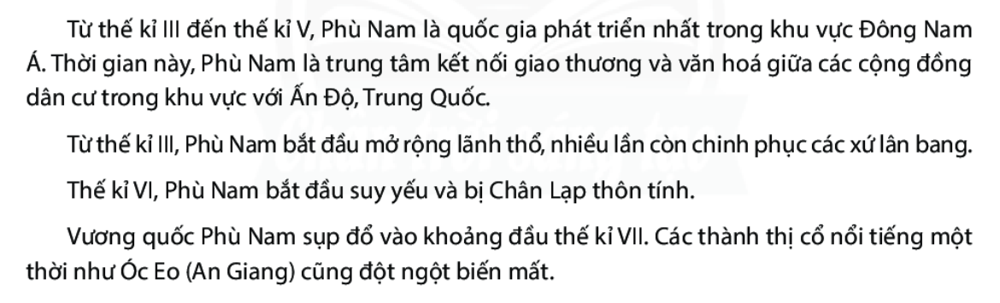 Từ thế kỉ III đến thế kỉ V, Phù Nam là quốc gia phát triển nhất trong khu vực Đông Nam
Á. Thời gian này, Phù Nam là trung tâm kết nối giao thương và văn hoá giữa các cộng đồng
dân cư trong khu vực với Ấn Độ, Trung Quốc.
Từ thế kỉ III, Phù Nam bắt đầu mở rộng lãnh thổ, nhiều lần còn chinh phục các xứ lân bang.
Thế kỉ VI, Phù Nam bắt đầu suy yếu và bị Chân Lạp thôn tính.
Vương quốc Phù Nam sụp đổ vào khoảng đầu thế kỉ VII. Các thành thị cổ nổi tiếng một
thời như Óc Eo (An Giang) cũng đột ngột biến mất.
Chân trời sáng tạo